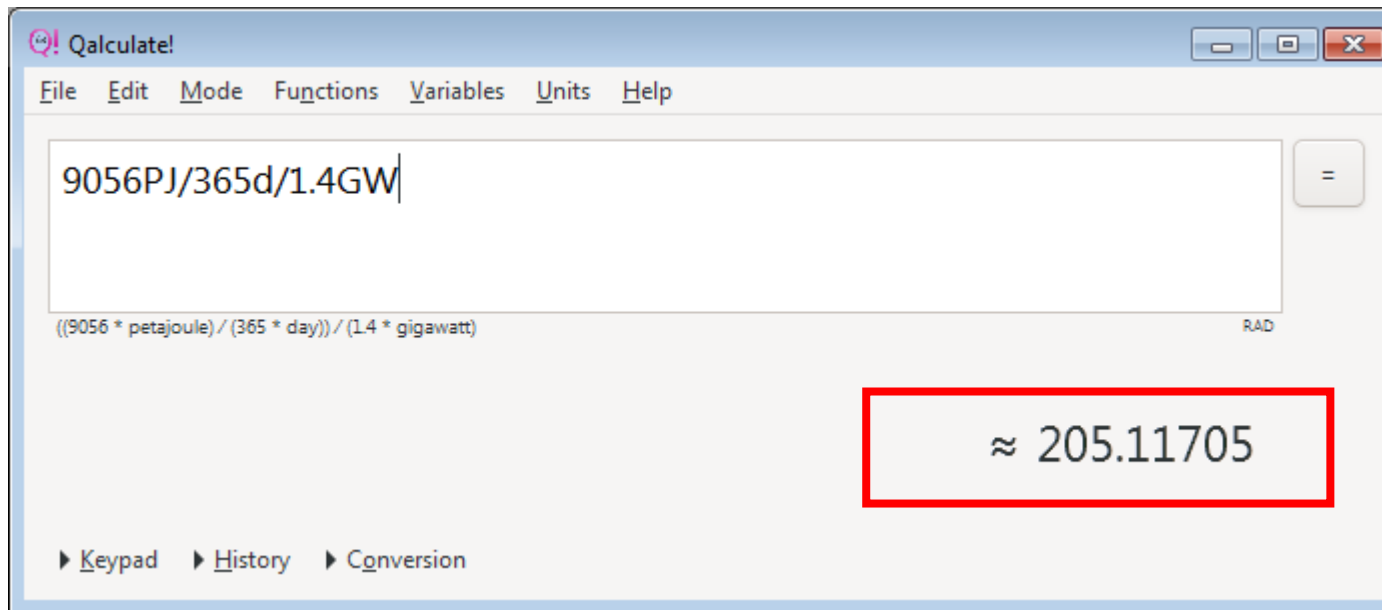 Q! Qalculate!
File Edit Mode Functions Variables Units Help
9056PJ/365d/1.4GW
=
((9056 * petajoule) / (365 * day)) / (1.4 * gigawatt) RAD
≈ 205.11705
Keypad History Conversion